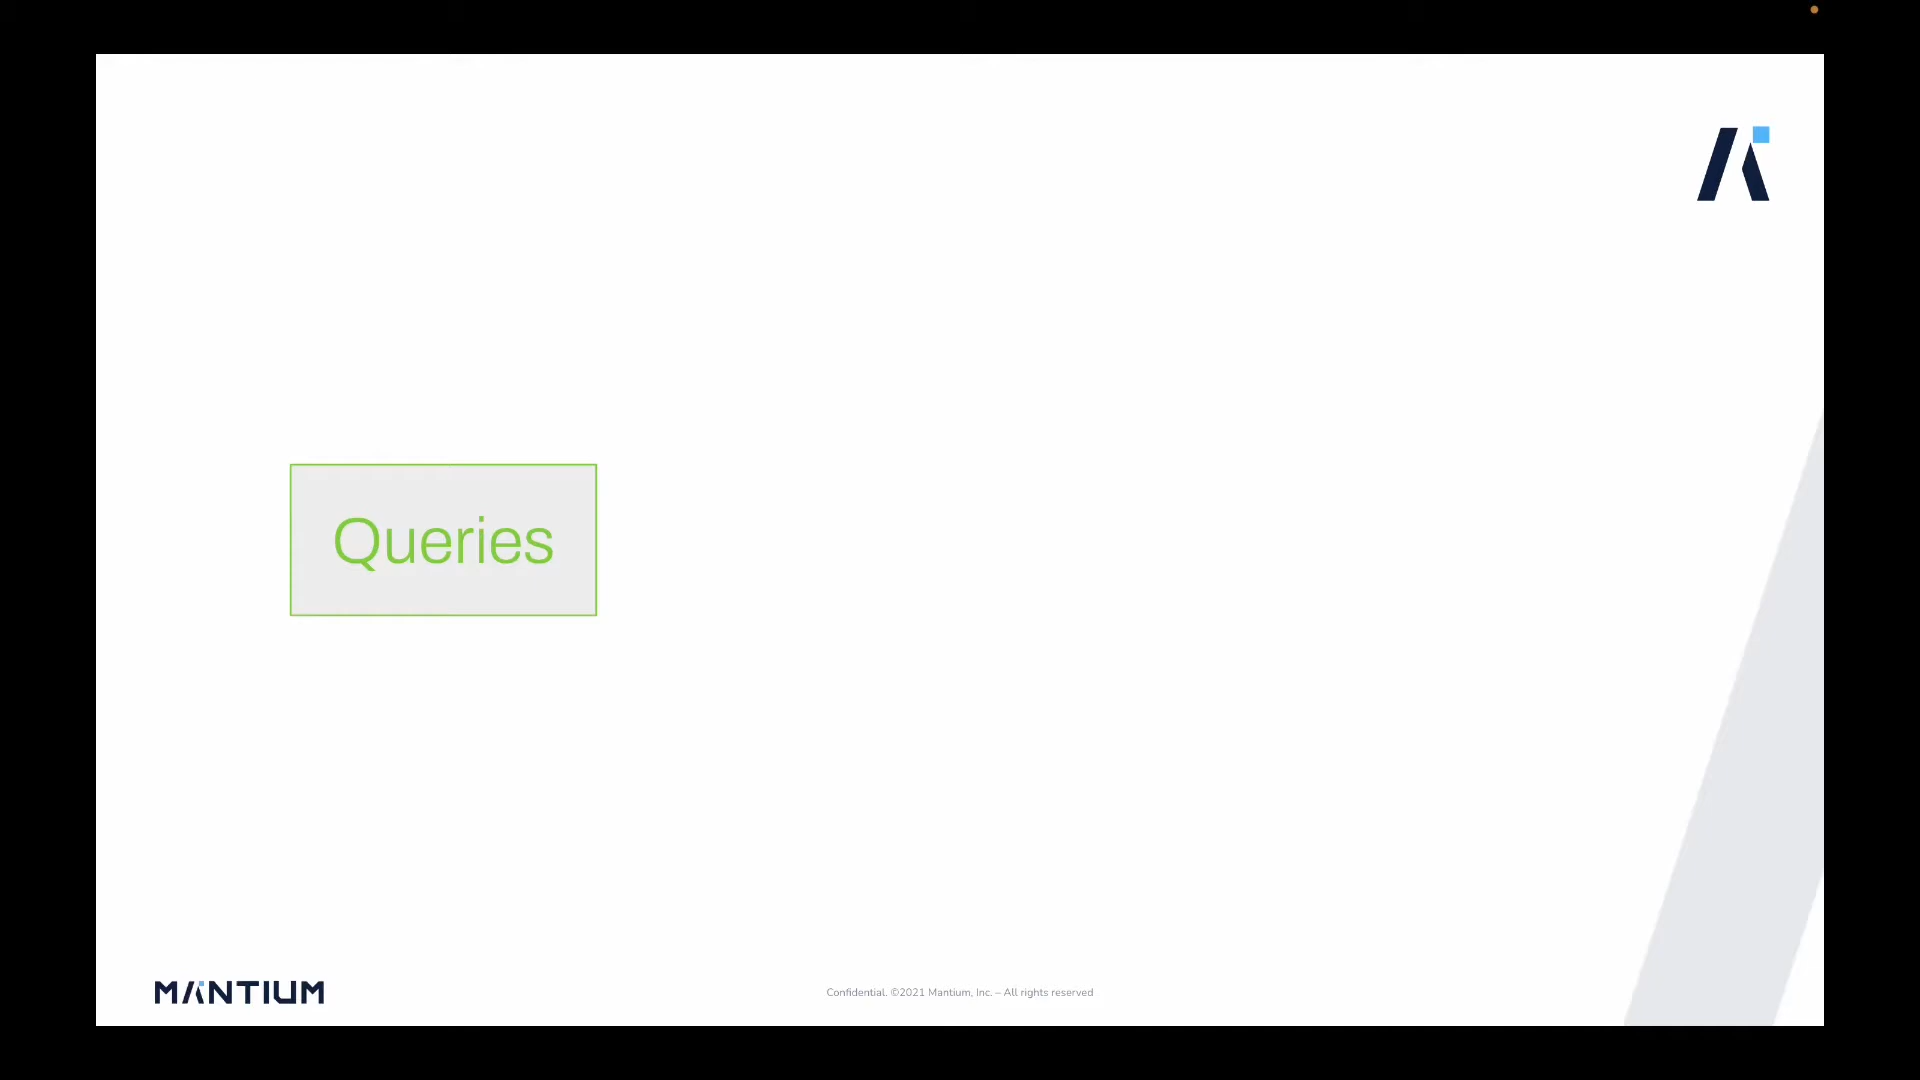 Queries
MANTIUM
Confidential. ©2021 Mantium, Inc. – All rights reserved